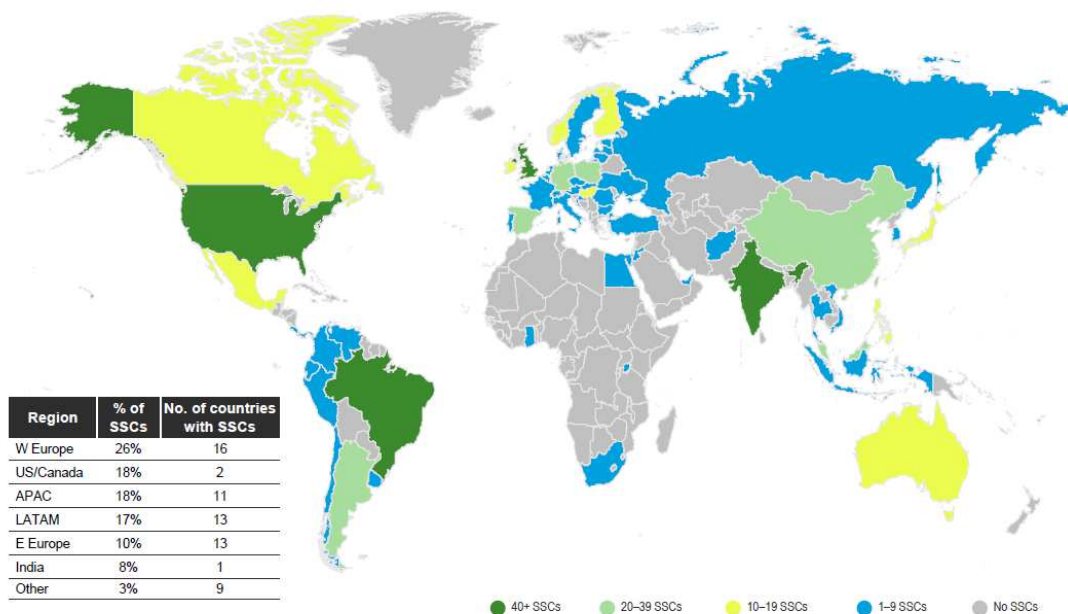 Region % of SSCs No. of countries with SSCs
W Europe 26% 16
US/Canada 18% 2
APAC 18% 11
LATAM 17% 13
E Europe 10% 13
India 8% 1
Other 3% 9
40+ SSCs 20–39 SSCs 10–19 SSCs 1–9 SSCs No SSCs